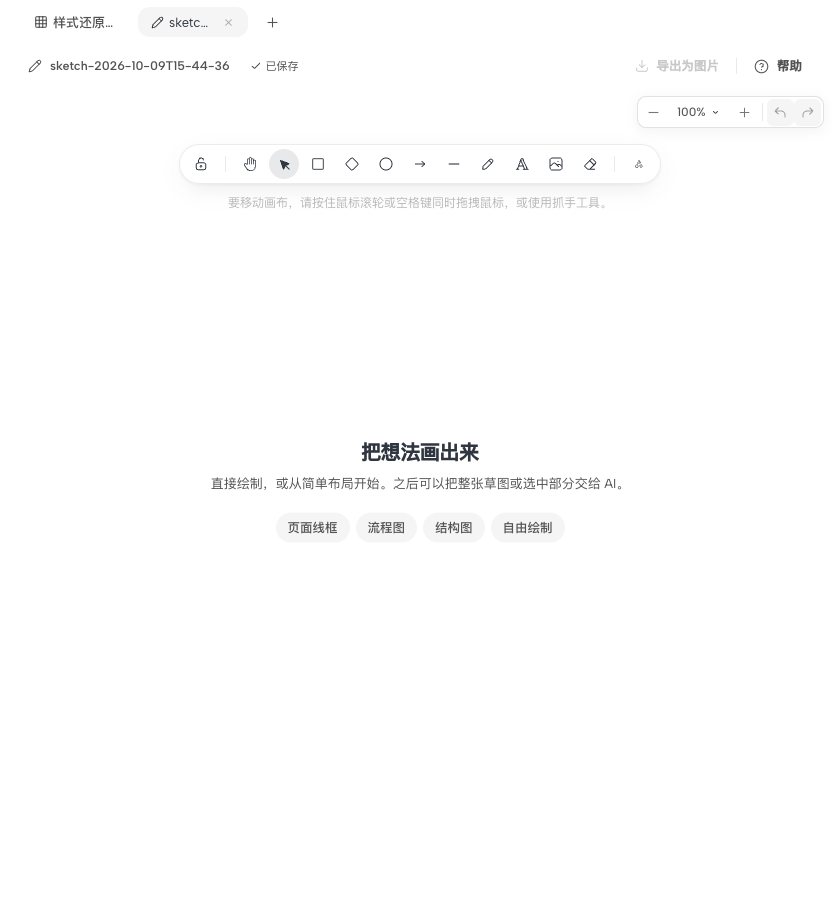 样式还原...
sketc...
sketch-2026-10-09T15-44-36
已保存
导出为图片
帮助
100%
要移动画布，请按住鼠标滚轮或空格键同时拖拽鼠标，或使用抓手工具。
把想法画出来
直接绘制，或从简单布局开始。之后可以把整张草图或选中部分交给 AI。
页面线框 流程图 结构图 自由绘制